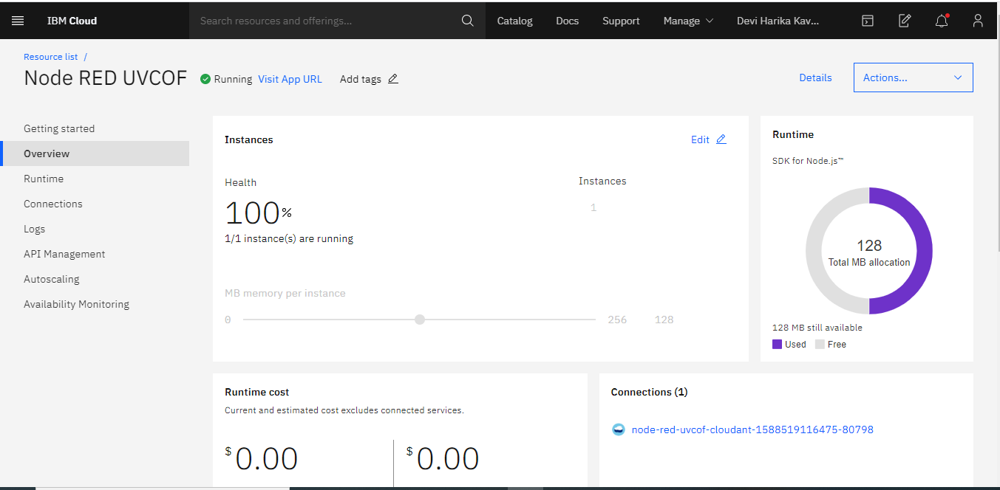 IBM Cloud
Search resources and offerings...
Catalog
Docs
Support
Manage
Devi Harika Kav...
Resource list /
Node RED UVCOF
Running
Visit App URL
Add tags
Details
Actions...
Getting started
Overview
Runtime
Connections
Logs
API Management
Autoscaling
Availability Monitoring
Instances
Edit
Health
100%
1/1 instance(s) are running
Instances
1
MB memory per instance
0
256
128
Runtime
SDK for Node.js™
128
Total MB allocation
128 MB still available
Used
Free
Runtime cost
Current and estimated cost excludes connected services.
$0.00
$0.00
Connections (1)
node-red-uvcof-cloudant-1588519116475-80798